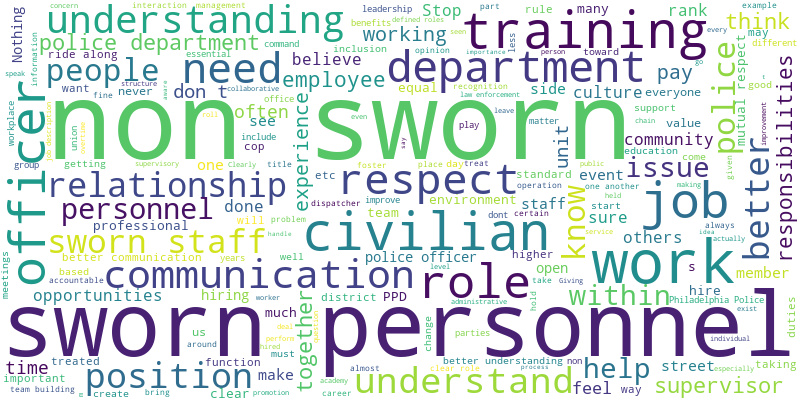 non sworn
sworn personnel
civilian
department
training
understanding
communication
relationship
respect
officer
work
job
role
position
understand
need
people
personnel
sworn staff
police department
police
better
know
within
help
issue
together
experience
employee
believe
working
Stop
rank
think
many
pay
culture
side
equal
unit
community
responsibilities
mutual respect
supervisor
member
hire
others
sure
event
staff
standard
environment
team
police officer
higher
open
street
feel
way
district
PPD
much
hiring
opportunities
better communication
professional
done
will
one
often
see
cop
don t
want
never
ride along
Nothing
time
important
treated
function
make
must
us
based
accountable
team building
create
bring
clear
career
academy
promotion
meetings
duties
Philadelphia Police
taking
change
parties
better understanding
non
clear role
process
administrative
individual
especially
exist
Giving
take
hold
level
almost
well
years
problem
handle
worker
around
perform
hired
question
dispatcher
improve
foster
place
day
treat
etc
include
office
title
supervisory
Clearly
getting
group
union
job description
structure
fine
workplace
speak
information
concern
interaction
management
essential
command
inclusion
benefits
defined roles
leadership
opinion
seen
part
rule
less
importance
person
toward
recognition
law enforcement
leave
collaborative
aware
even
play
say
matter
chain
support
value
education
come
everyone
go
every
example
may
different
good
t
improvement
given
public
operation
one another
held
making
start
always
idea
actually
service
certain
dont
s